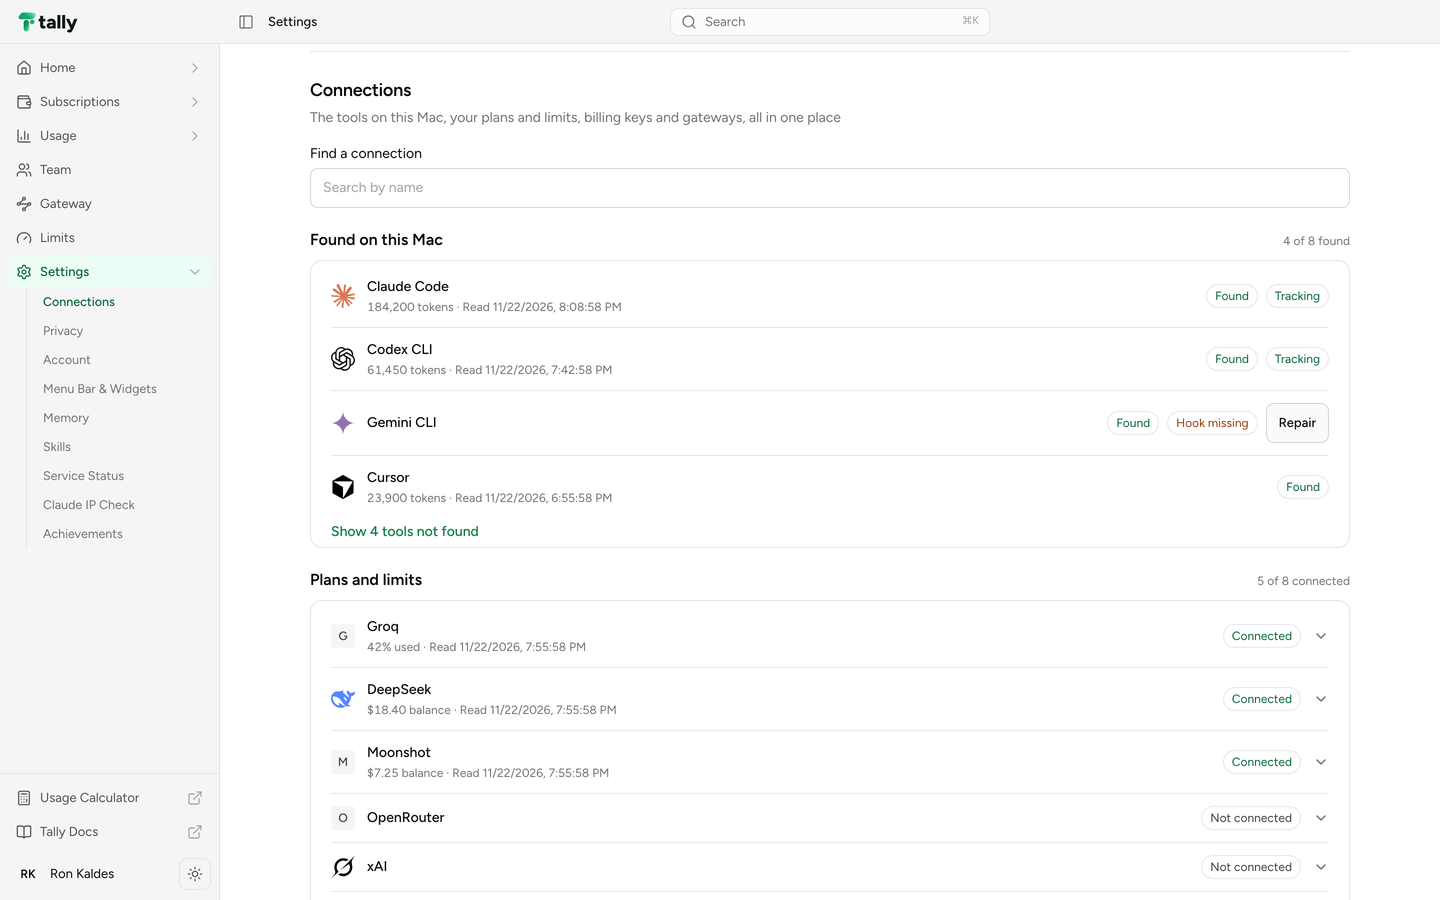 tally
Settings
Search
⌘K
Home
Subscriptions
Usage
Team
Gateway
Limits
Settings
Connections
Privacy
Account
Menu Bar & Widgets
Memory
Skills
Service Status
Claude IP Check
Achievements
Usage Calculator
Tally Docs
RK Ron Kaldes
Connections
The tools on this Mac, your plans and limits, billing keys and gateways, all in one place
Find a connection
Search by name
Found on this Mac
4 of 8 found
Claude Code
184,200 tokens · Read 11/22/2026, 8:08:58 PM
Found Tracking
Codex CLI
61,450 tokens · Read 11/22/2026, 7:42:58 PM
Found Tracking
Gemini CLI
Found Hook missing Repair
Cursor
23,900 tokens · Read 11/22/2026, 6:55:58 PM
Found
Show 4 tools not found
Plans and limits
5 of 8 connected
G
Groq
42% used · Read 11/22/2026, 7:55:58 PM
Connected
DeepSeek
$18.40 balance · Read 11/22/2026, 7:55:58 PM
Connected
M
Moonshot
$7.25 balance · Read 11/22/2026, 7:55:58 PM
Connected
O
OpenRouter
Not connected
xAI
Not connected